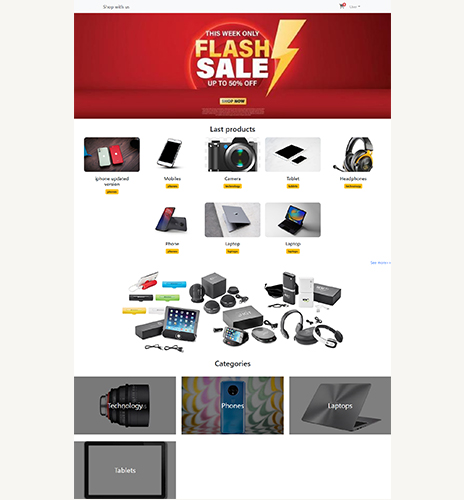 Shop with us
THIS WEEK ONLY
FLASH
SALE
UP TO 50% OFF
SHOP NOW
Last products
iphone updated
version
phones
Mobiles
phones
Camera
technology
Tablet
tablets
Headphones
technology
Phone
phones
Laptop
laptops
Laptop
laptops
See more
Categories
Technology
Phones
Laptops
Tablets